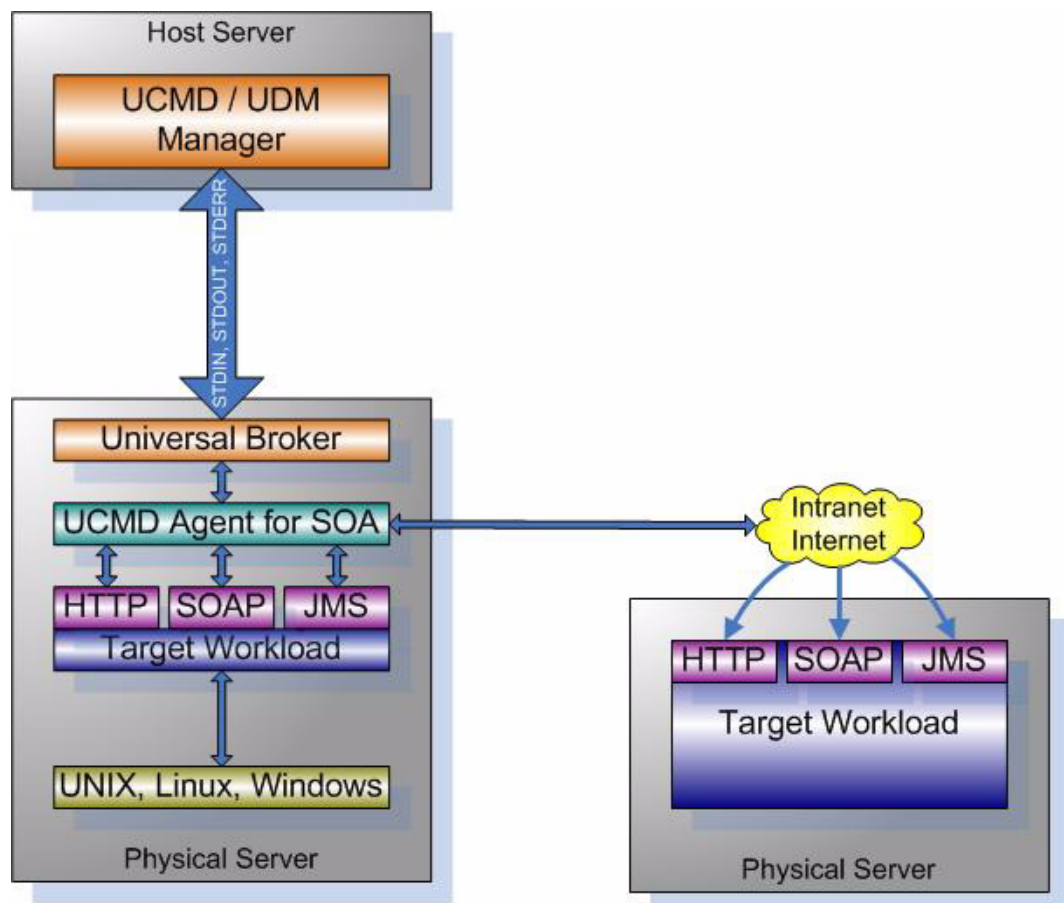 Host Server
UCMD / UDM
Manager
STDIN, STDOUT, STDERR
Universal Broker
UCMD Agent for SOA
HTTP
SOAP
JMS
Target Workload
UNIX, Linux, Windows
Physical Server
Intranet
Internet
HTTP
SOAP
JMS
Target Workload
Physical Server